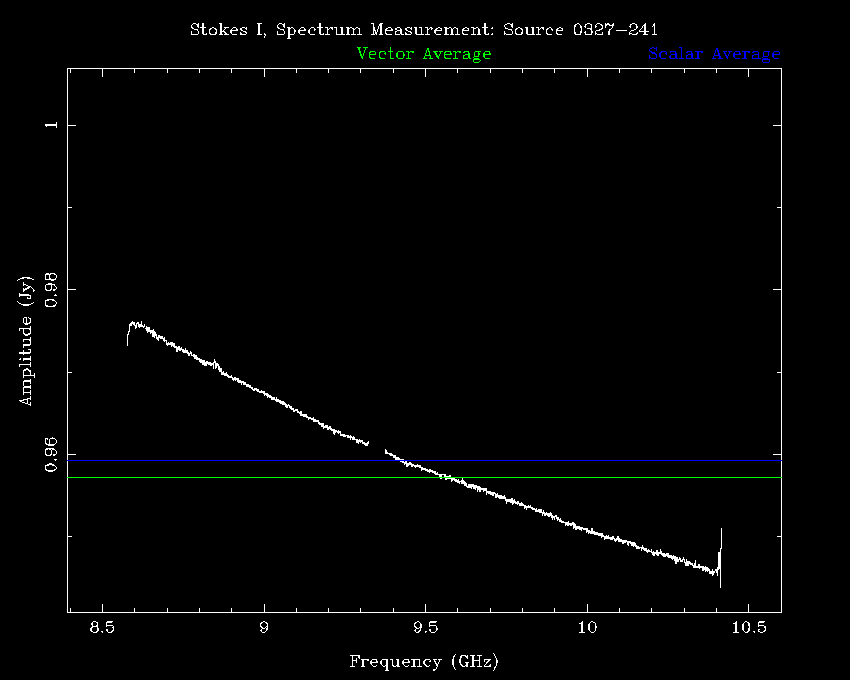 Stokes I, Spectrum Measurement: Source 0327-241
Vector Average
Scalar Average
1
0.98
0.96
Amplitude (Jy)
8.5
9
9.5
10
10.5
Frequency (GHz)